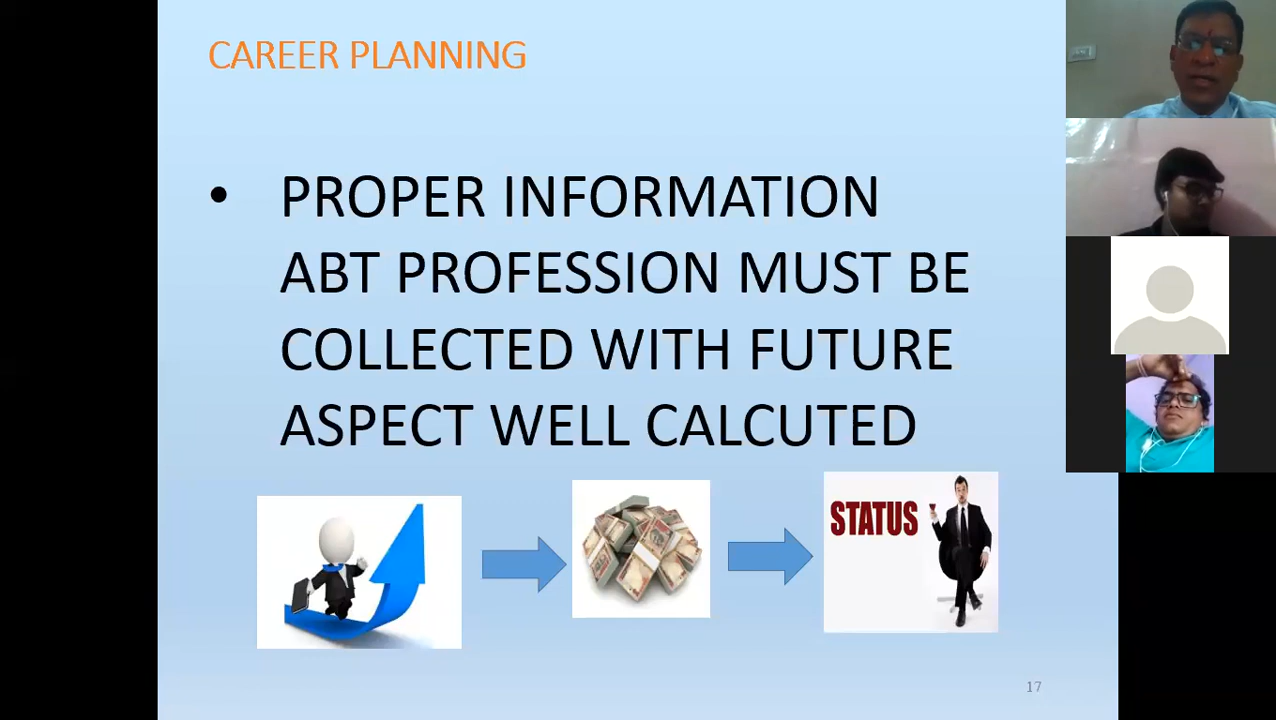 CAREER PLANNING
• PROPER INFORMATION
ABT PROFESSION MUST BE
COLLECTED WITH FUTURE
ASPECT WELL CALCUTED
STATUS
17